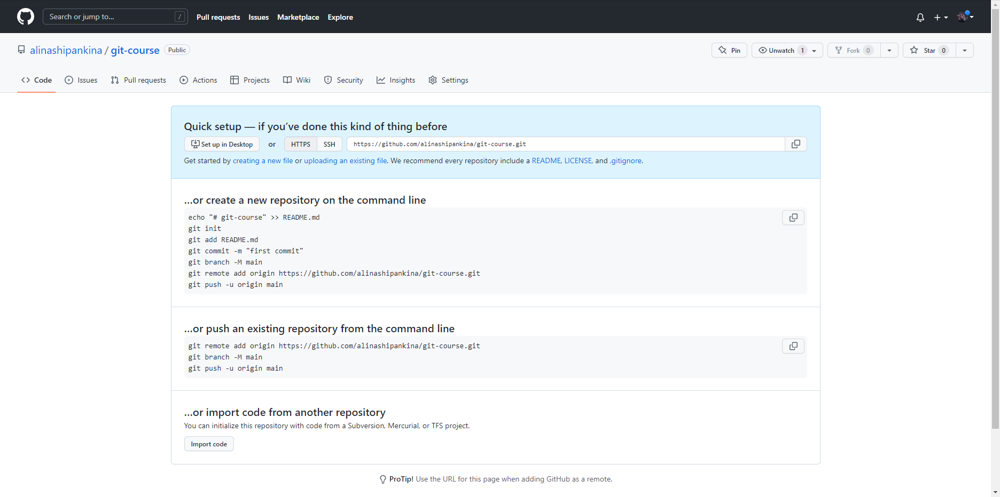 Search or jump to... /
Pull requests Issues Marketplace Explore
alinashipankina / git-course Public
Pin Unwatch 1 Fork 0 Star 0
Code Issues Pull requests Actions Projects Wiki Security Insights Settings
Quick setup — if you’ve done this kind of thing before
Set up in Desktop or HTTPS SSH https://github.com/alinashipankina/git-course.git
Get started by creating a new file or uploading an existing file. We recommend every repository include a README, LICENSE, and .gitignore.
…or create a new repository on the command line
echo "# git-course" >> README.md
git init
git add README.md
git commit -m "first commit"
git branch -M main
git remote add origin https://github.com/alinashipankina/git-course.git
git push -u origin main
…or push an existing repository from the command line
git remote add origin https://github.com/alinashipankina/git-course.git
git branch -M main
git push -u origin main
…or import code from another repository
You can initialize this repository with code from a Subversion, Mercurial, or TFS project.
Import code
ProTip! Use the URL for this page when adding GitHub as a remote.